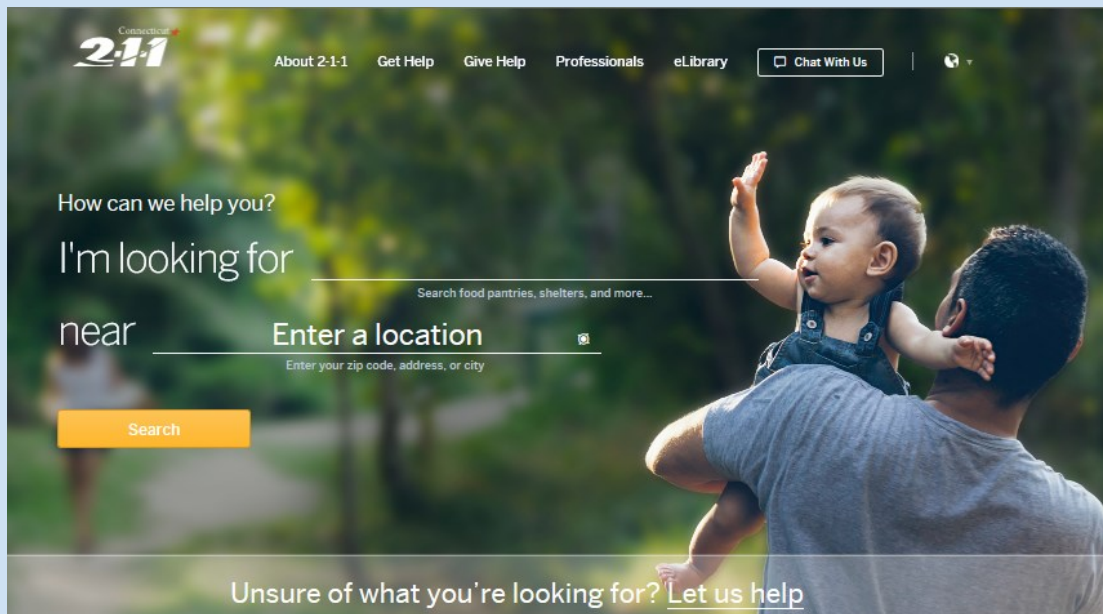 Connecticut
2-1-1
About 2-1-1 Get Help Give Help Professionals eLibrary Chat With Us
How can we help you?
I'm looking for
Search food pantries, shelters, and more...
near Enter a location
Enter your zip code, address, or city
Search
Unsure of what you're looking for? Let us help